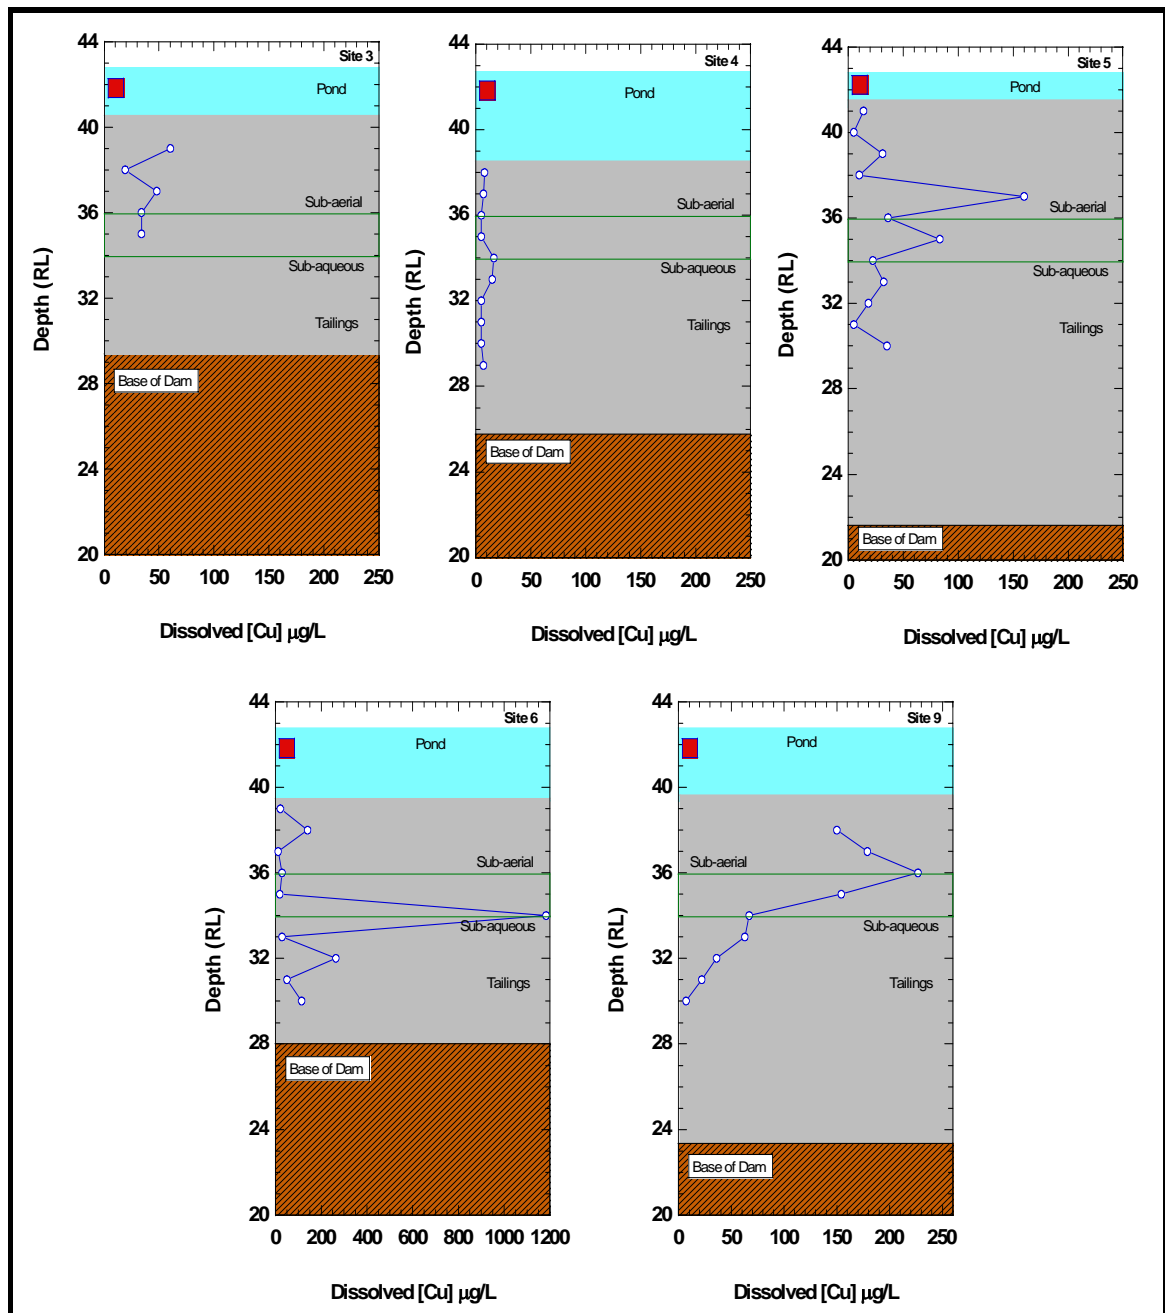 Site 3
Pond
Sub-aerial
Sub-aqueous
Tailings
Base of Dam
44
40
36
32
28
24
20
Depth (RL)
0 50 100 150 200 250
Dissolved [Cu] μg/L
Site 4
Pond
Sub-aerial
Sub-aqueous
Tailings
Base of Dam
44
40
36
32
28
24
20
Depth (RL)
0 50 100 150 200 250
Dissolved [Cu] μg/L
Site 5
Pond
Sub-aerial
Sub-aqueous
Tailings
Base of Dam
44
40
36
32
28
24
20
Depth (RL)
0 50 100 150 200 250
Dissolved [Cu] μg/L
Site 6
Pond
Sub-aerial
Sub-aqueous
Tailings
Base of Dam
44
40
36
32
28
24
20
Depth (RL)
0 200 400 600 800 1000 1200
Dissolved [Cu] μg/L
Site 9
Pond
Sub-aerial
Sub-aqueous
Tailings
Base of Dam
44
40
36
32
28
24
20
Depth (RL)
0 50 100 150 200 250
Dissolved [Cu] μg/L